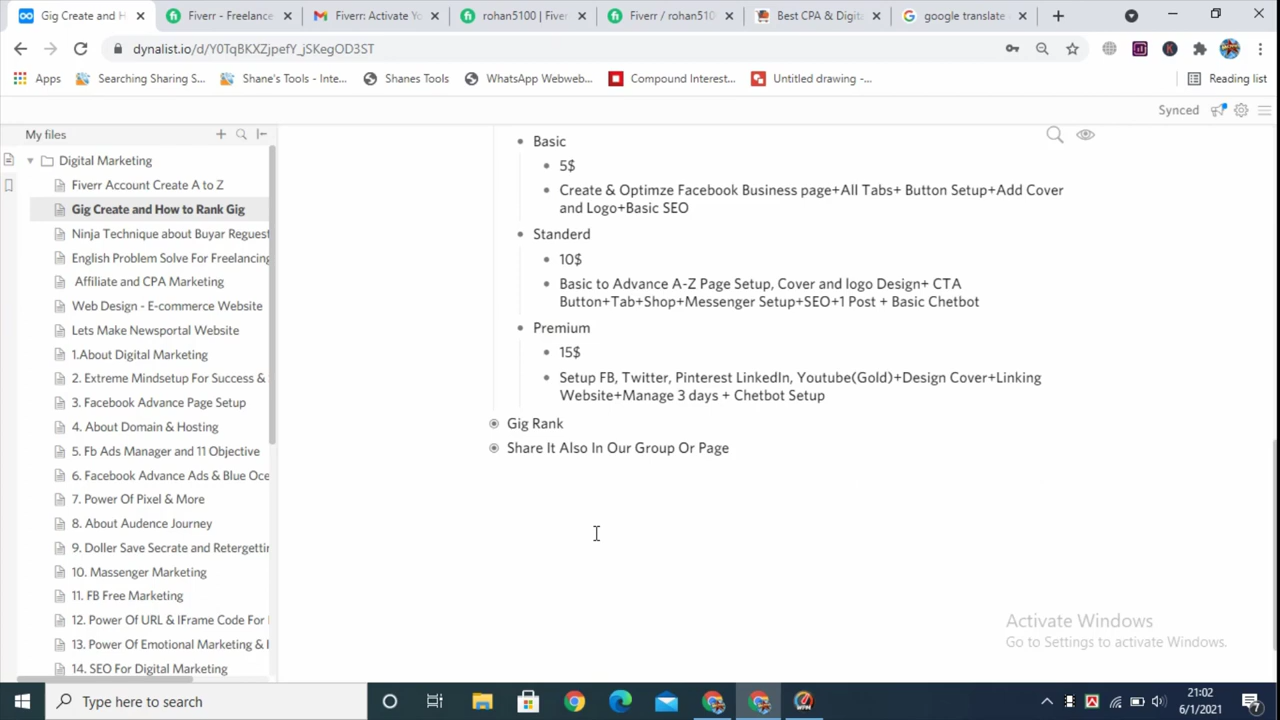 Gig Create and H
Fiverr - Freelance
Fiverr: Activate Yo
rohan5100 | Fiver
Fiverr / rohan510
Best CPA & Digita
google translate -
dynalist.io/d/Y0TqBKXZjpefY_jSKegOD3ST
Apps
Searching Sharing S...
Shane's Tools - Inte...
Shanes Tools
WhatsApp Webweb...
Compound Interest...
Untitled drawing -...
Reading list
Synced
My files
Digital Marketing
Fiverr Account Create A to Z
Gig Create and How to Rank Gig
Ninja Technique about Buyar Reguest
English Problem Solve For Freelancing
Affiliate and CPA Marketing
Web Design - E-commerce Website
Lets Make Newsportal Website
1.About Digital Marketing
2. Extreme Mindsetup For Success &
3. Facebook Advance Page Setup
4. About Domain & Hosting
5. Fb Ads Manager and 11 Objective
6. Facebook Advance Ads & Blue Oce
7. Power Of Pixel & More
8. About Audence Journey
9. Doller Save Secrate and Retergettin
10. Massenger Marketing
11. FB Free Marketing
12. Power Of URL & IFrame Code For
13. Power Of Emotional Marketing &
14. SEO For Digital Marketing
Basic
5$
Create & Optimze Facebook Business page+All Tabs+ Button Setup+Add Cover
and Logo+Basic SEO
Standerd
10$
Basic to Advance A-Z Page Setup, Cover and logo Design+ CTA
Button+Tab+Shop+Messenger Setup+SEO+1 Post + Basic Chetbot
Premium
15$
Setup FB, Twitter, Pinterest LinkedIn, Youtube(Gold)+Design Cover+Linking
Website+Manage 3 days + Chetbot Setup
Gig Rank
Share It Also In Our Group Or Page
Activate Windows
Go to Settings to activate Windows.
Type here to search
21:02
6/1/2021
7